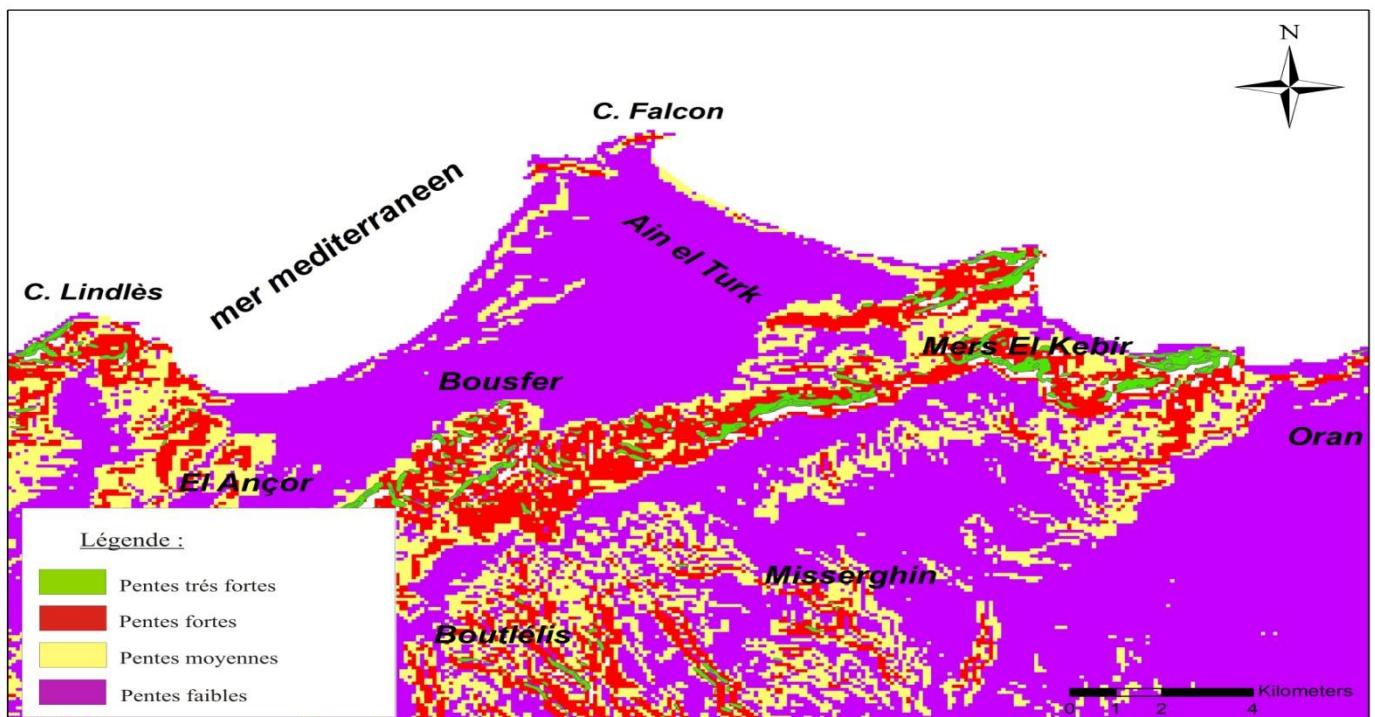 N
C. Falcon
mer mediterraneen
Ain el Turk
C. Lindlès
Mers El Kebir
Bousfer
Oran
El Ançor
Légende :
Pentes trés fortes
Pentes fortes
Pentes moyennes
Pentes faibles
Misserghin
Boutlélis
Kilometers
0 1 2 4